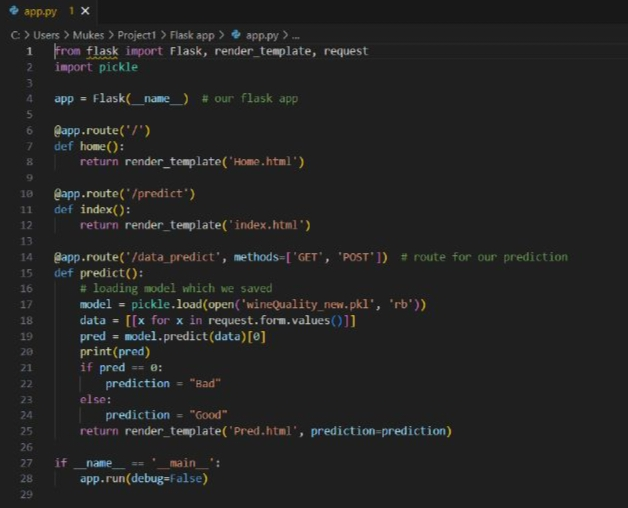 app.py 1 X
C: > Users > Mukes > Project1 > Flask app > app.py > ...
1 from flask import Flask, render_template, request
2 import pickle
3
4 app = Flask(__name__)  # our flask app
5
6 @app.route('/')
7 def home():
8     return render_template('Home.html')
9
10 @app.route('/predict')
11 def index():
12     return render_template('index.html')
13
14 @app.route('/data_predict', methods=['GET', 'POST'])  # route for our prediction
15 def predict():
16     # loading model which we saved
17     model = pickle.load(open('wineQuality_new.pkl', 'rb'))
18     data = [[x for x in request.form.values()]]
19     pred = model.predict(data)[0]
20     print(pred)
21     if pred == 0:
22         prediction = "Bad"
23     else:
24         prediction = "Good"
25     return render_template('Pred.html', prediction=prediction)
26
27 if __name__ == '__main__':
28     app.run(debug=False)
29